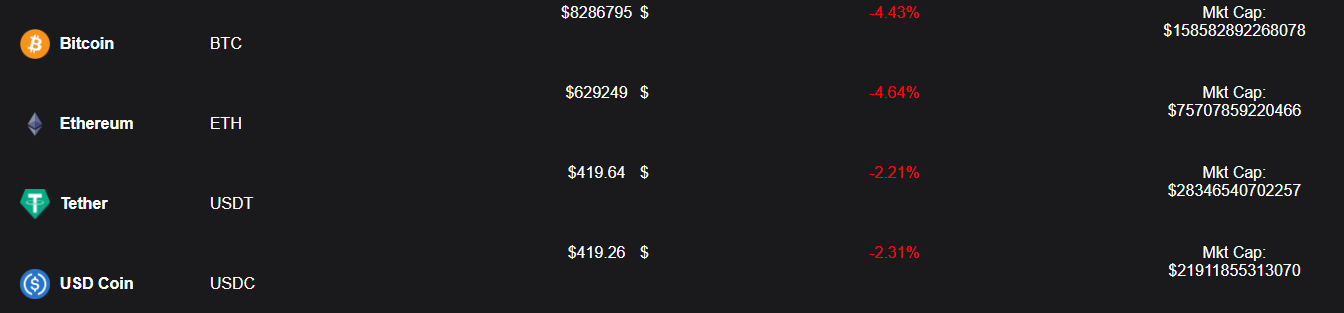 $8286795 $ -4.43% Mkt Cap:
$158582892268078
Bitcoin BTC
$629249 $ -4.64% Mkt Cap:
$75707859220466
Ethereum ETH
$419.64 $ -2.21% Mkt Cap:
$28346540702257
Tether USDT
$419.26 $ -2.31% Mkt Cap:
$21911855313070
USD Coin USDC